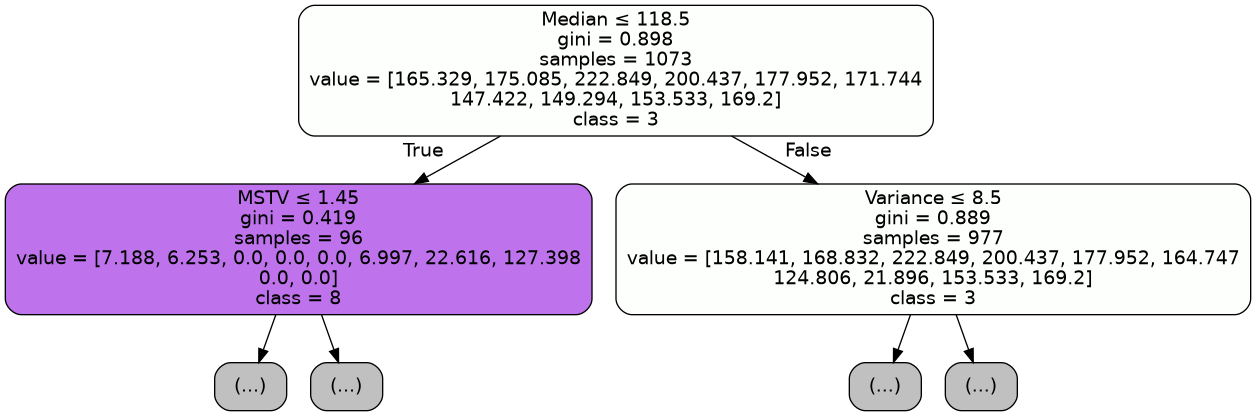 Median ≤ 118.5
gini = 0.898
samples = 1073
value = [165.329, 175.085, 222.849, 200.437, 177.952, 171.744
147.422, 149.294, 153.533, 169.2]
class = 3
True
False
MSTV ≤ 1.45
gini = 0.419
samples = 96
value = [7.188, 6.253, 0.0, 0.0, 0.0, 6.997, 22.616, 127.398
0.0, 0.0]
class = 8
Variance ≤ 8.5
gini = 0.889
samples = 977
value = [158.141, 168.832, 222.849, 200.437, 177.952, 164.747
124.806, 21.896, 153.533, 169.2]
class = 3
(...)
(...)
(...)
(...)